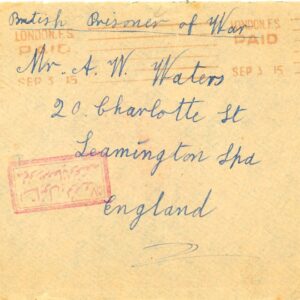 British Prisoner of War
LONDON.F.S.
PAID
SEP 3 15
LONDON.F.S.
PAID
SEP 3 15
Mr. A. W. Waters
20. Charlotte St
Leamington Spa
England